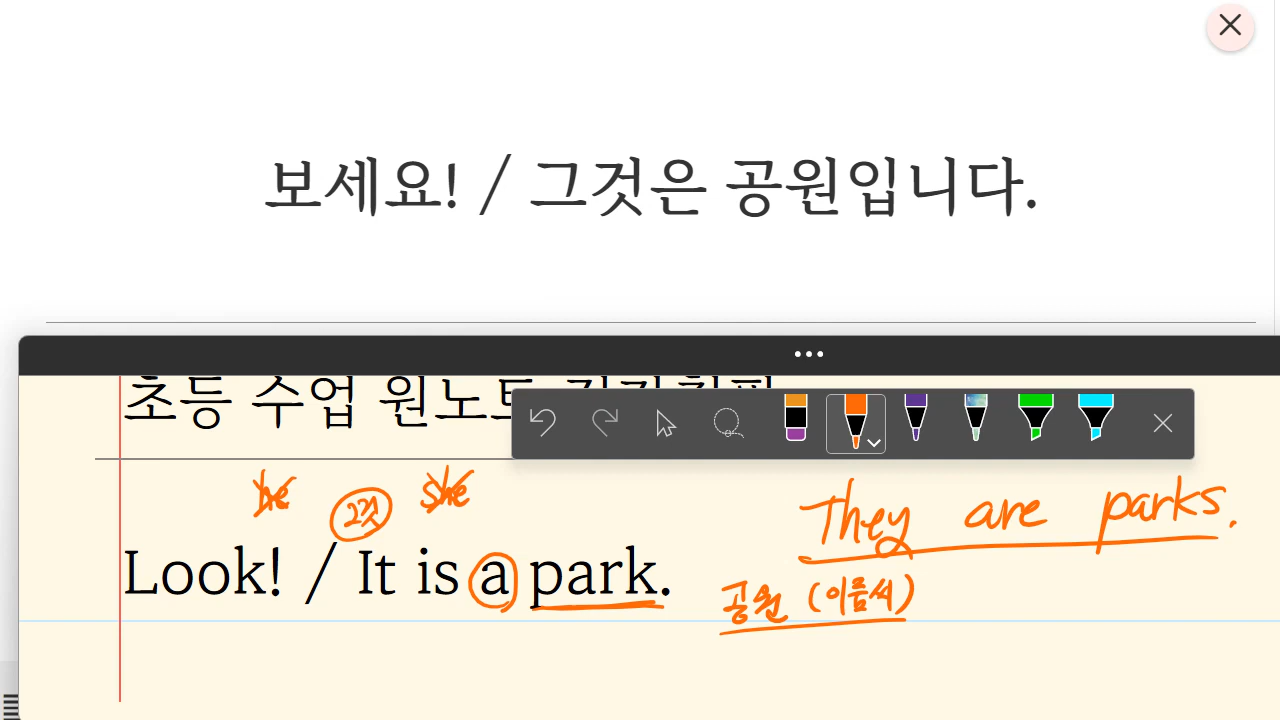 보세요! / 그것은 공원입니다.
초등 수업 원노트
he 그것 she
They are parks.
Look! / It is a park.
공원 (이름씨)